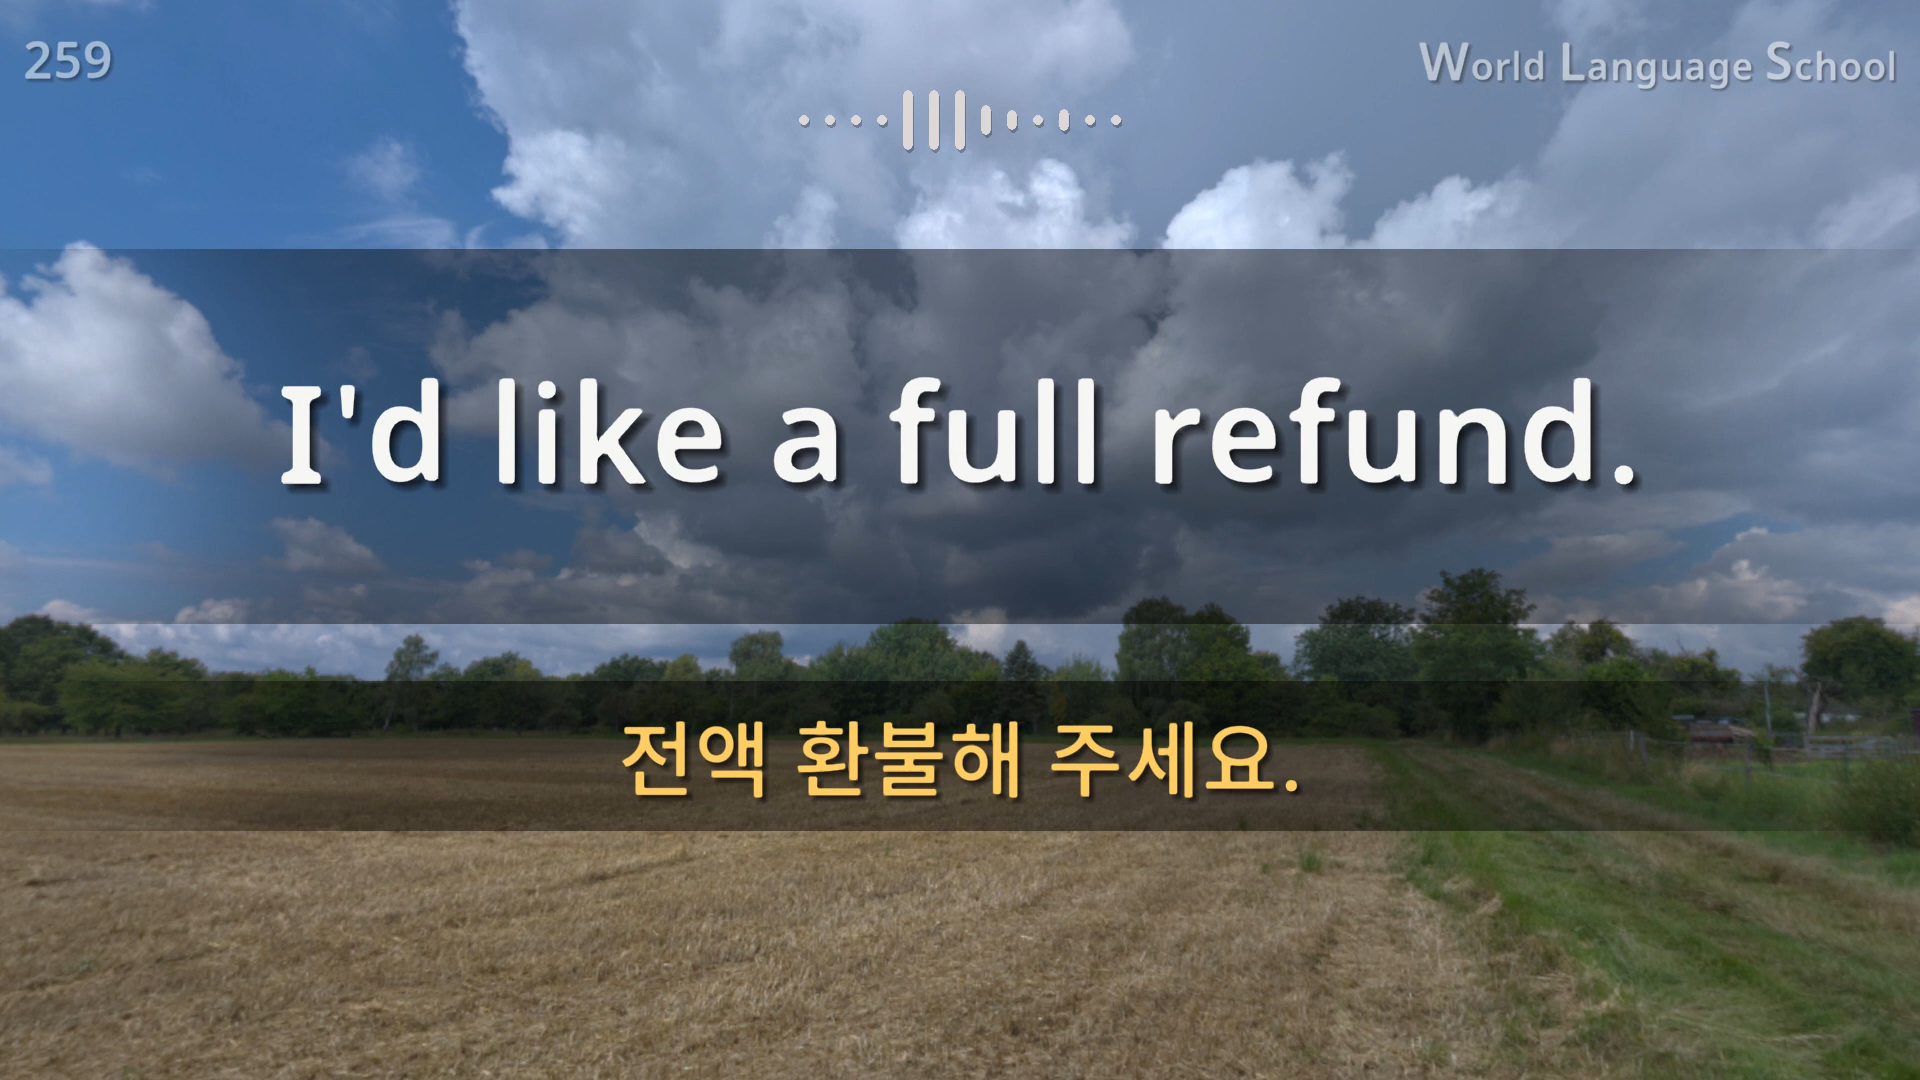 259
World Language School
I'd like a full refund.
전액 환불해 주세요.